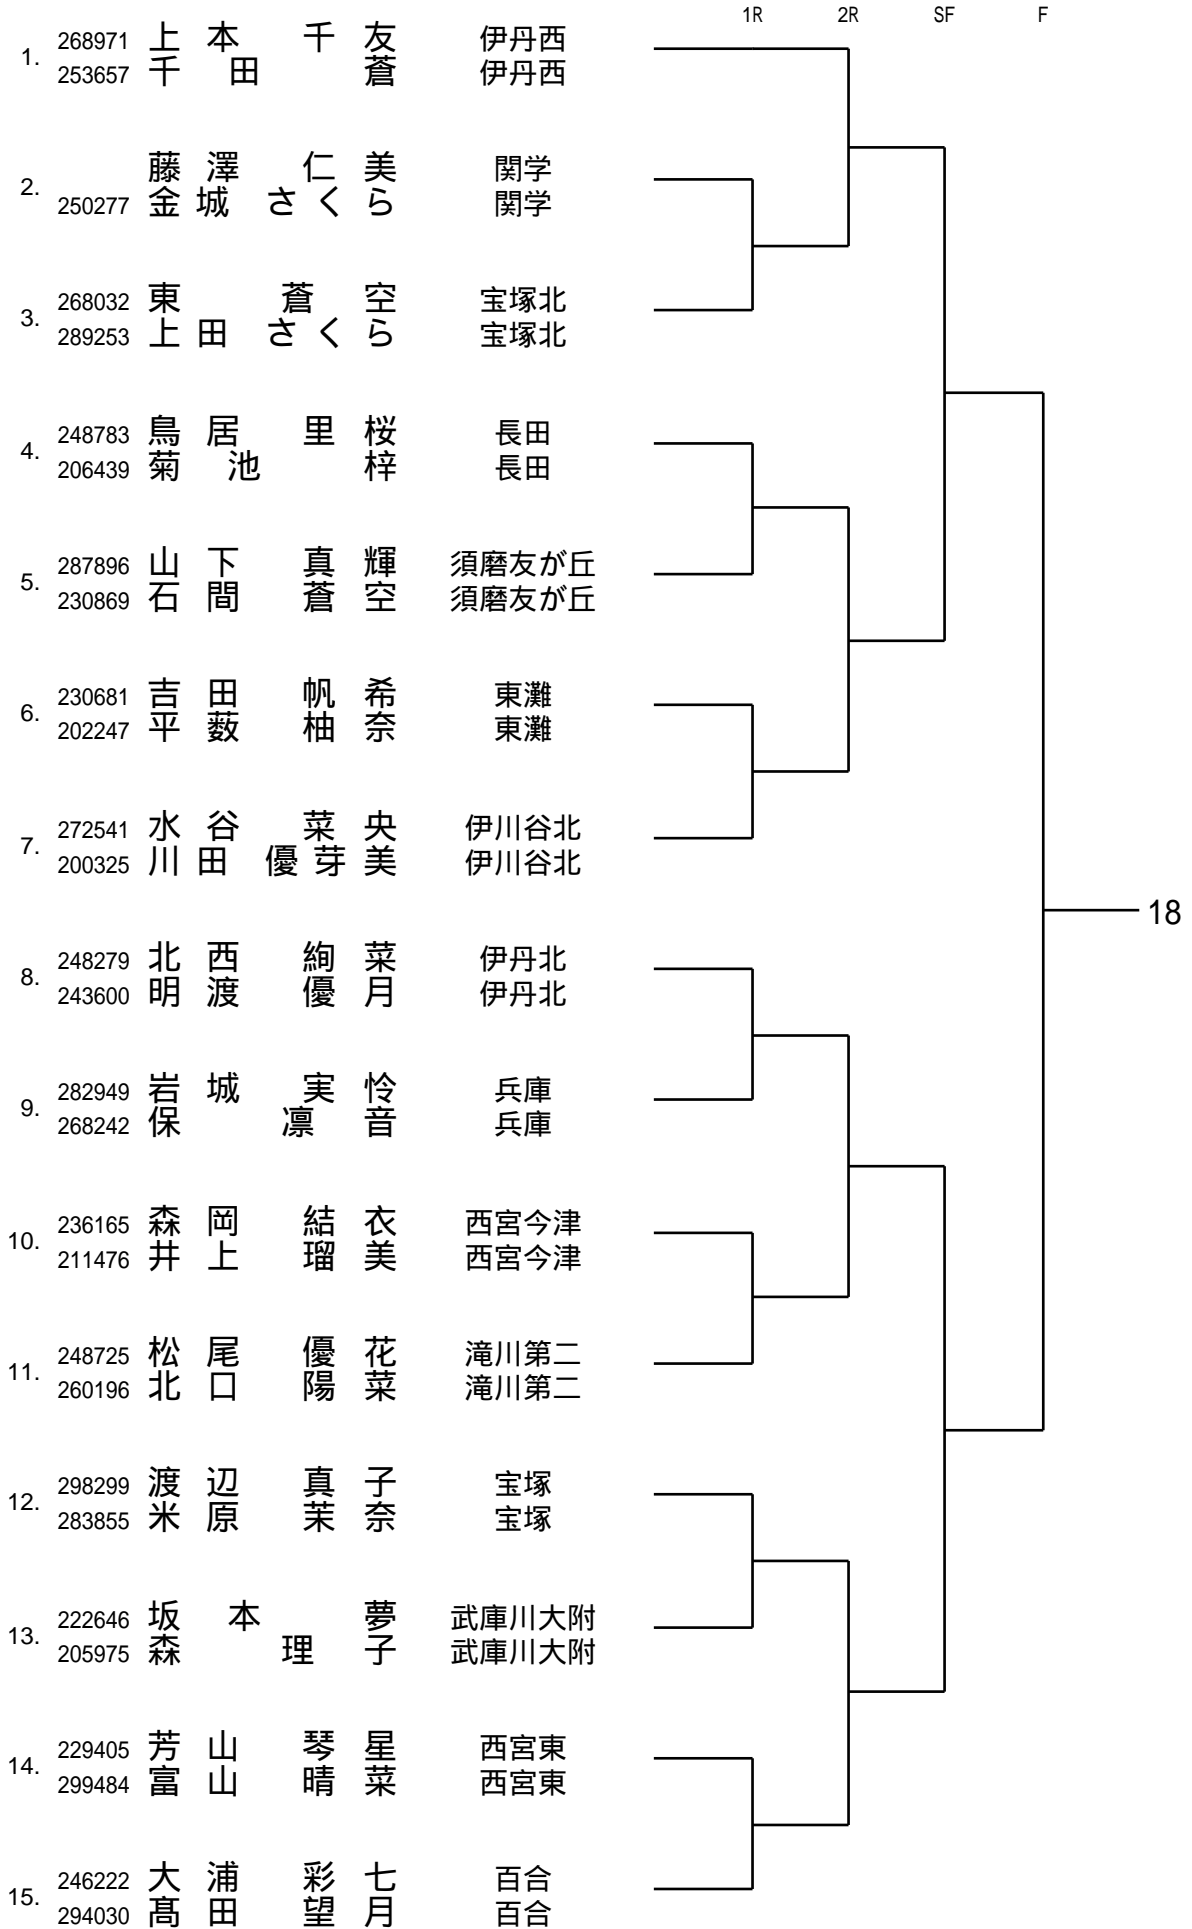 1R 2R SF F
1. 268971 上本 千友 伊丹西
253657 千田 蒼 伊丹西
2. 藤澤 仁美 関学
250277 金城 さくら 関学
3. 268032 東 蒼空 宝塚北
289253 上田 さくら 宝塚北
4. 248783 鳥居 里桜 長田
206439 菊池 梓 長田
5. 287896 山下 真輝 須磨友が丘
230869 石間 蒼空 須磨友が丘
6. 230681 吉田 帆希 東灘
202247 平薮 柚奈 東灘
7. 272541 水谷 菜央 伊川谷北
200325 川田 優芽美 伊川谷北
18
8. 248279 北西 絢菜 伊丹北
243600 明渡 優月 伊丹北
9. 282949 岩城 実怜 兵庫
268242 保 凛音 兵庫
10. 236165 森岡 結衣 西宮今津
211476 井上 瑠美 西宮今津
11. 248725 松尾 優花 滝川第二
260196 北口 陽菜 滝川第二
12. 298299 渡辺 真子 宝塚
283855 米原 茉奈 宝塚
13. 222646 坂本 夢 武庫川大附
205975 森 理子 武庫川大附
14. 229405 芳山 琴星 西宮東
299484 富山 晴菜 西宮東
15. 246222 大浦 彩七 百合
294030 髙田 望月 百合